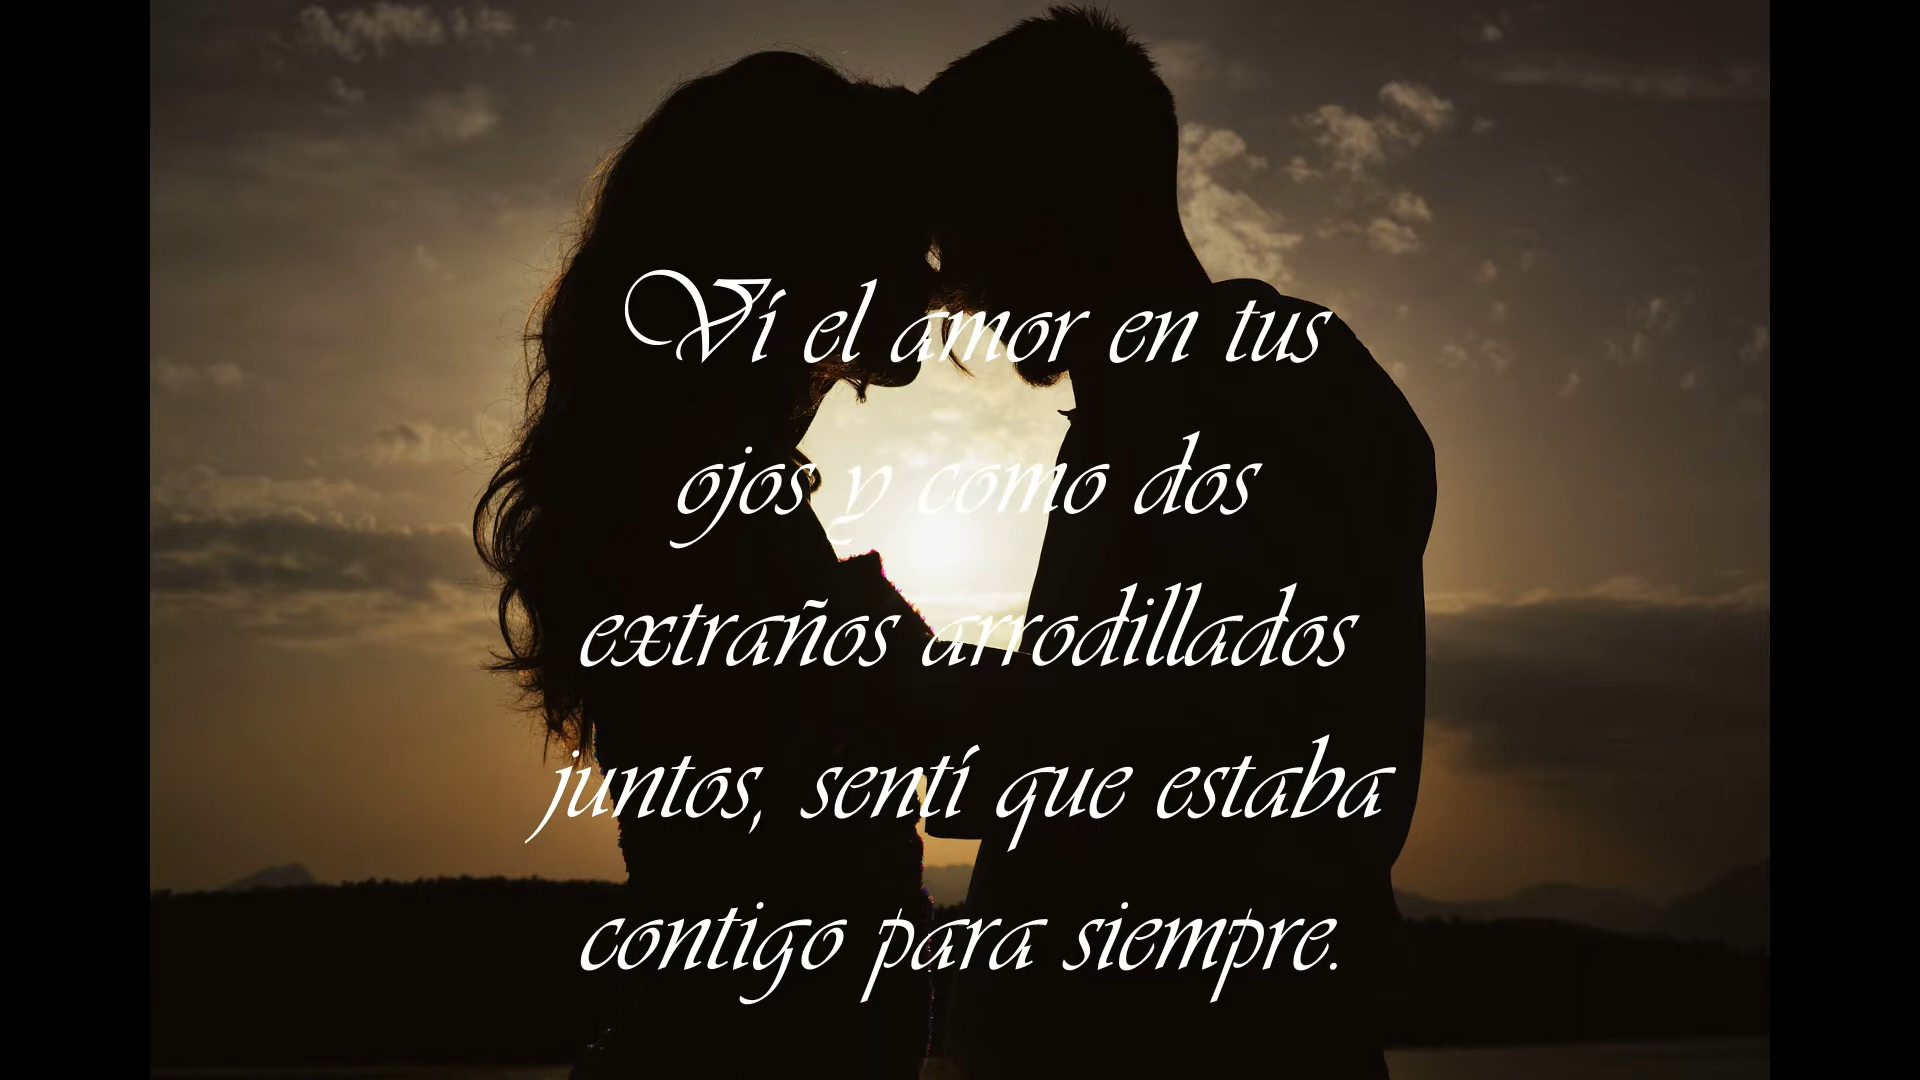 Ví el amor en tus
ojos y como dos
extraños arrodillados
juntos, sentí que estaba
contigo para siempre.